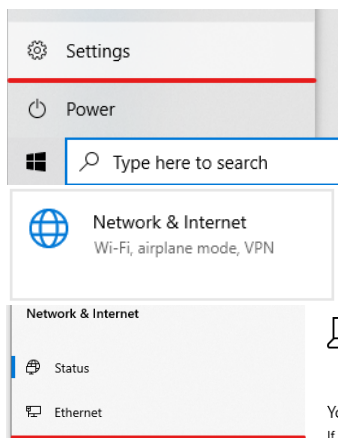 Settings
Power
Type here to search
Network & Internet
Wi-Fi, airplane mode, VPN
Network & Internet
Status
Ethernet